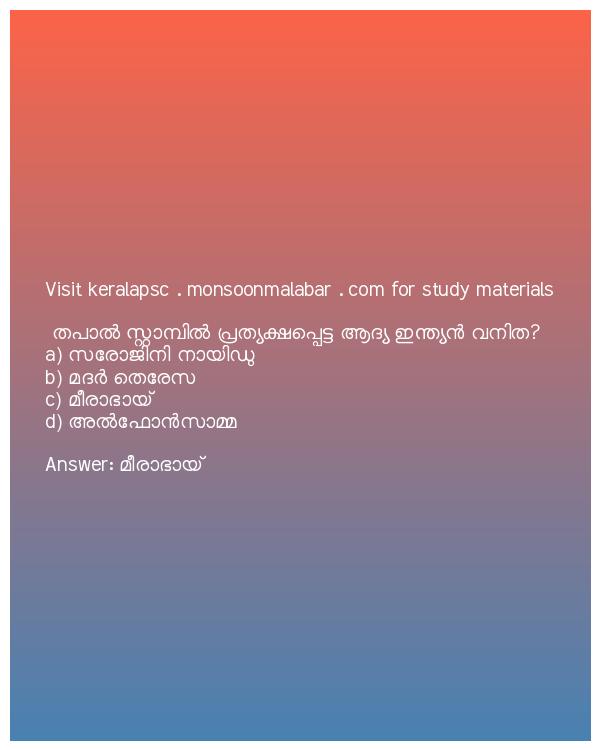 Visit keralapsc . monsoonmalabar . com for study materials
തപാൽ സ്റ്റാമ്പിൽ പ്രത്യക്ഷപ്പെട്ട ആദ്യ ഇന്ത്യൻ വനിത?
a) സരോജിനി നായിഡു
b) മദർ തെരേസ
c) മീരാഭായ്
d) അൽഫോൻസാമ്മ
Answer: മീരാഭായ്